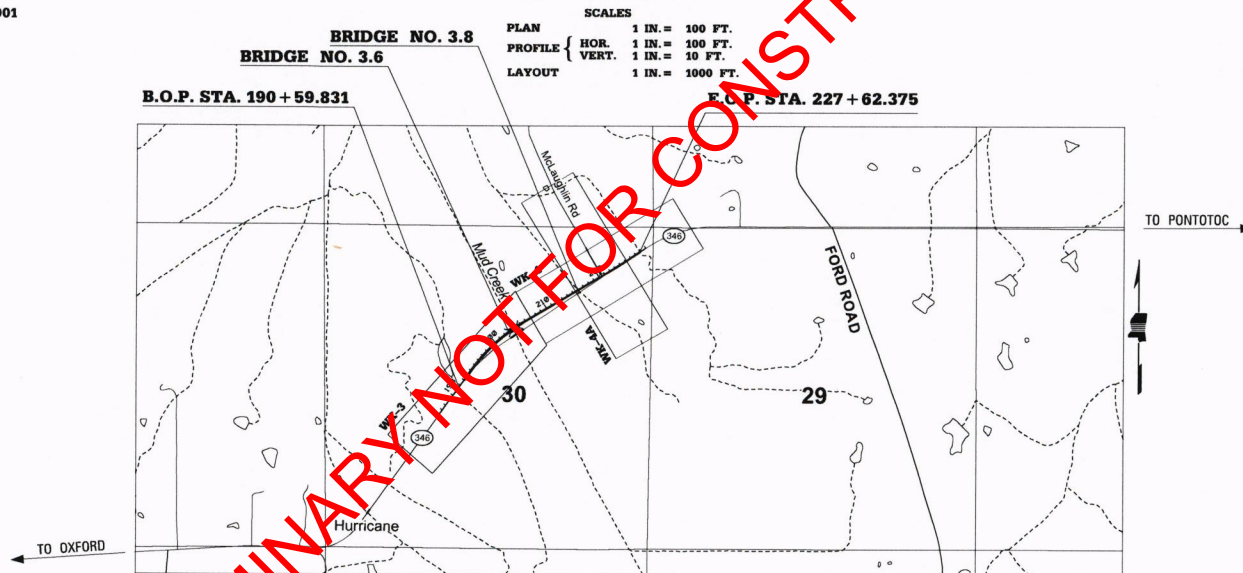 001
SCALES
PLAN 1 IN. = 100 FT.
PROFILE { HOR. 1 IN. = 100 FT.
VERT. 1 IN. = 10 FT.
LAYOUT 1 IN. = 1000 FT.
BRIDGE NO. 3.8
BRIDGE NO. 3.6
B.O.P. STA. 190 + 59.831
E.O.P. STA. 227 + 62.375
McLaughlin Rd
TO PONTOTOC
346
Mud Creek
FORD ROAD
WK-4A
30
29
WK-3
346
Hurricane
TO OXFORD
INARY NOT FOR CONSTR